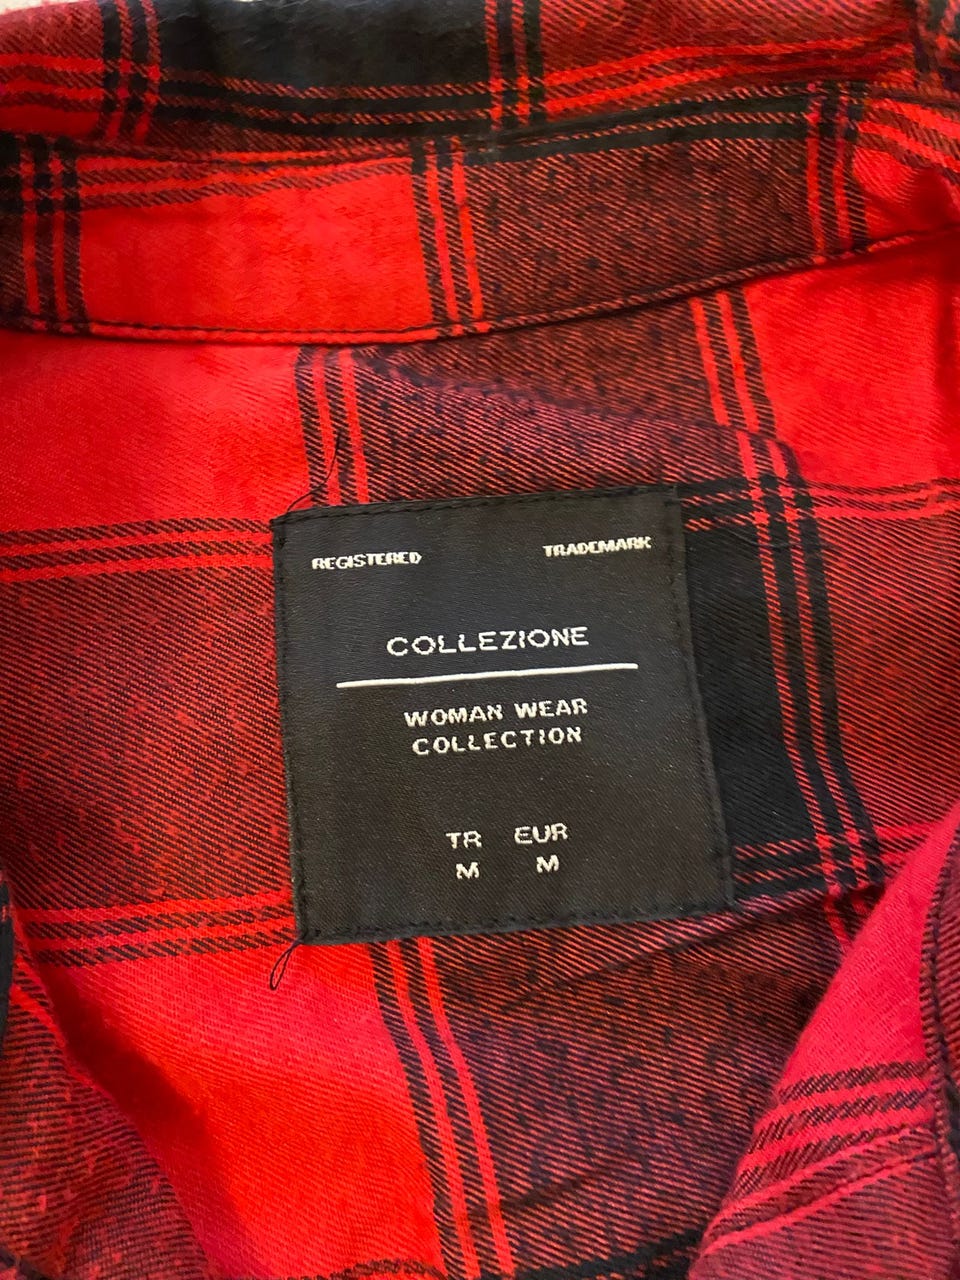 REGISTERED TRADEMARK
COLLEZIONE
WOMAN WEAR
COLLECTION
TR EUR
M M